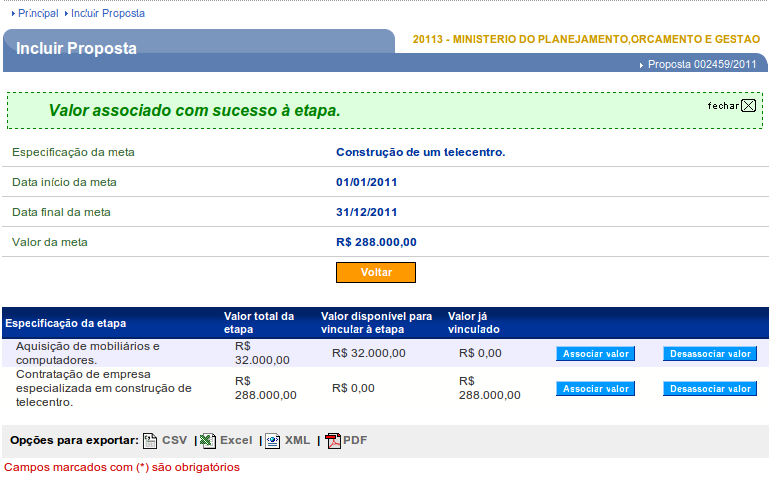 Principal Incluir Proposta
20113 - MINISTERIO DO PLANEJAMENTO,ORCAMENTO E GESTAO
Incluir Proposta
Proposta 002459/2011
Valor associado com sucesso à etapa.
fechar
Especificação da meta Construção de um telecentro.
Data início da meta 01/01/2011
Data final da meta 31/12/2011
Valor da meta R$ 288.000,00
Voltar
Especificação da etapa Valor total da etapa Valor disponível para vincular à etapa Valor já vinculado
Aquisição de mobiliários e computadores. R$ 32.000,00 R$ 32.000,00 R$ 0,00 Associar valor Desassociar valor
Contratação de empresa especializada em construção de telecentro. R$ 288.000,00 R$ 0,00 R$ 288.000,00 Associar valor Desassociar valor
Opções para exportar: CSV | Excel | XML | PDF
Campos marcados com (*) são obrigatórios